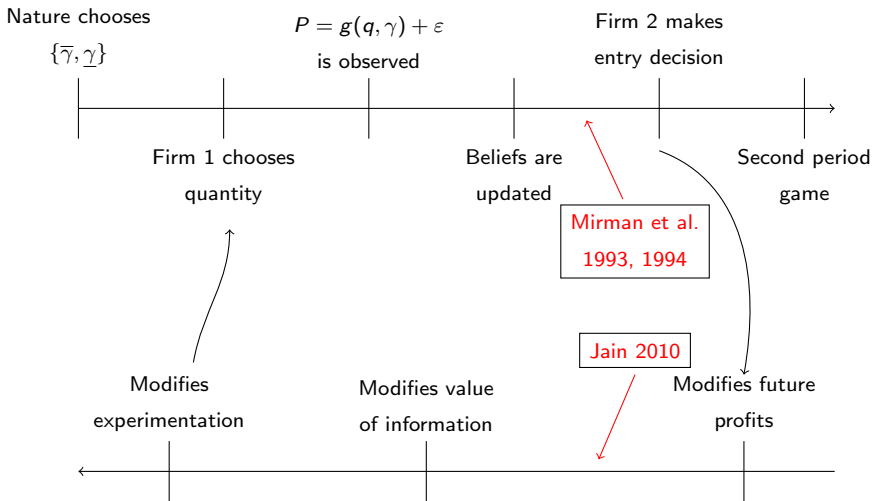 Nature chooses
{γ̅, γ̲}
P = g(q, γ) + ε
is observed
Firm 2 makes
entry decision
Firm 1 chooses
quantity
Beliefs are
updated
Second period
game
Mirman et al.
1993, 1994
Jain 2010
Modifies
experimentation
Modifies value
of information
Modifies future
profits